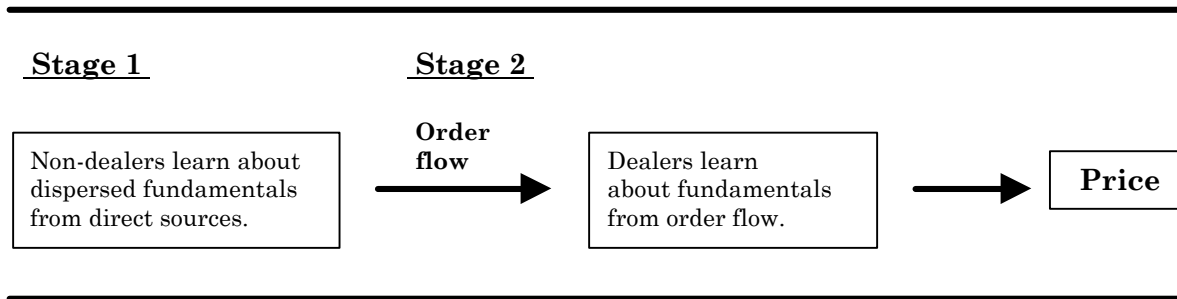 Stage 1
Stage 2
Non-dealers learn about
dispersed fundamentals
from direct sources.
Order
flow
Dealers learn
about fundamentals
from order flow.
Price